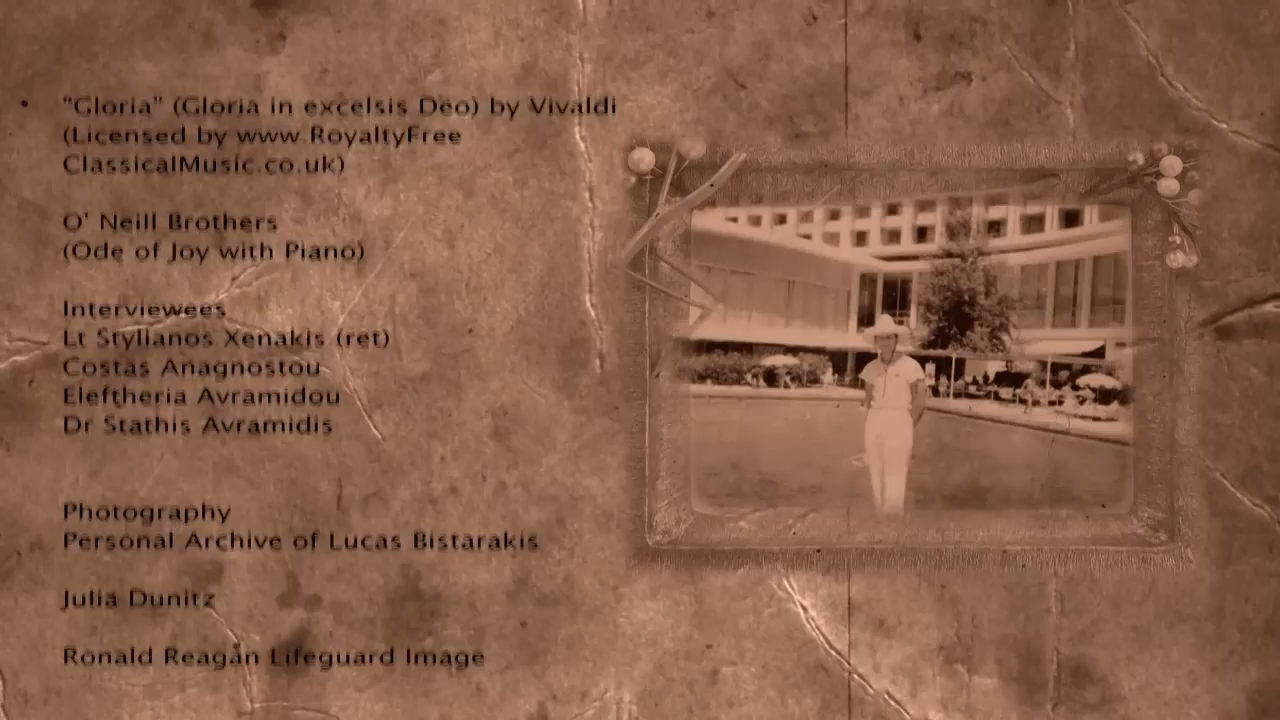 • "Gloria" (Gloria in excelsis Deo) by Vivaldi
(Licensed by www.RoyaltyFree
ClassicalMusic.co.uk)
O' Neill Brothers
(Ode of Joy with Piano)
Interviewees
Lt Stylianos Xenakis (ret)
Costas Anagnostou
Eleftheria Avramidou
Dr Stathis Avramidis
Photography
Personal Archive of Lucas Bistarakis
Julia Dunitz
Ronald Reagan Lifeguard Image